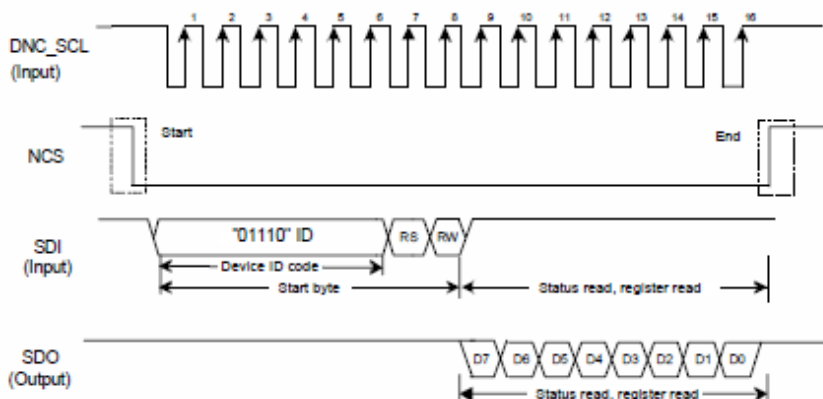 1 2 3 4 5 6 7 8 9 10 11 12 13 14 15 16
DNC_SCL
(Input)
Start
End
NCS
"01110" ID
RS
RW
SDI
(Input)
Device ID code
Start byte
Status read, register read
SDO
(Output)
D7 D6 D5 D4 D3 D2 D1 D0
Status read, register read